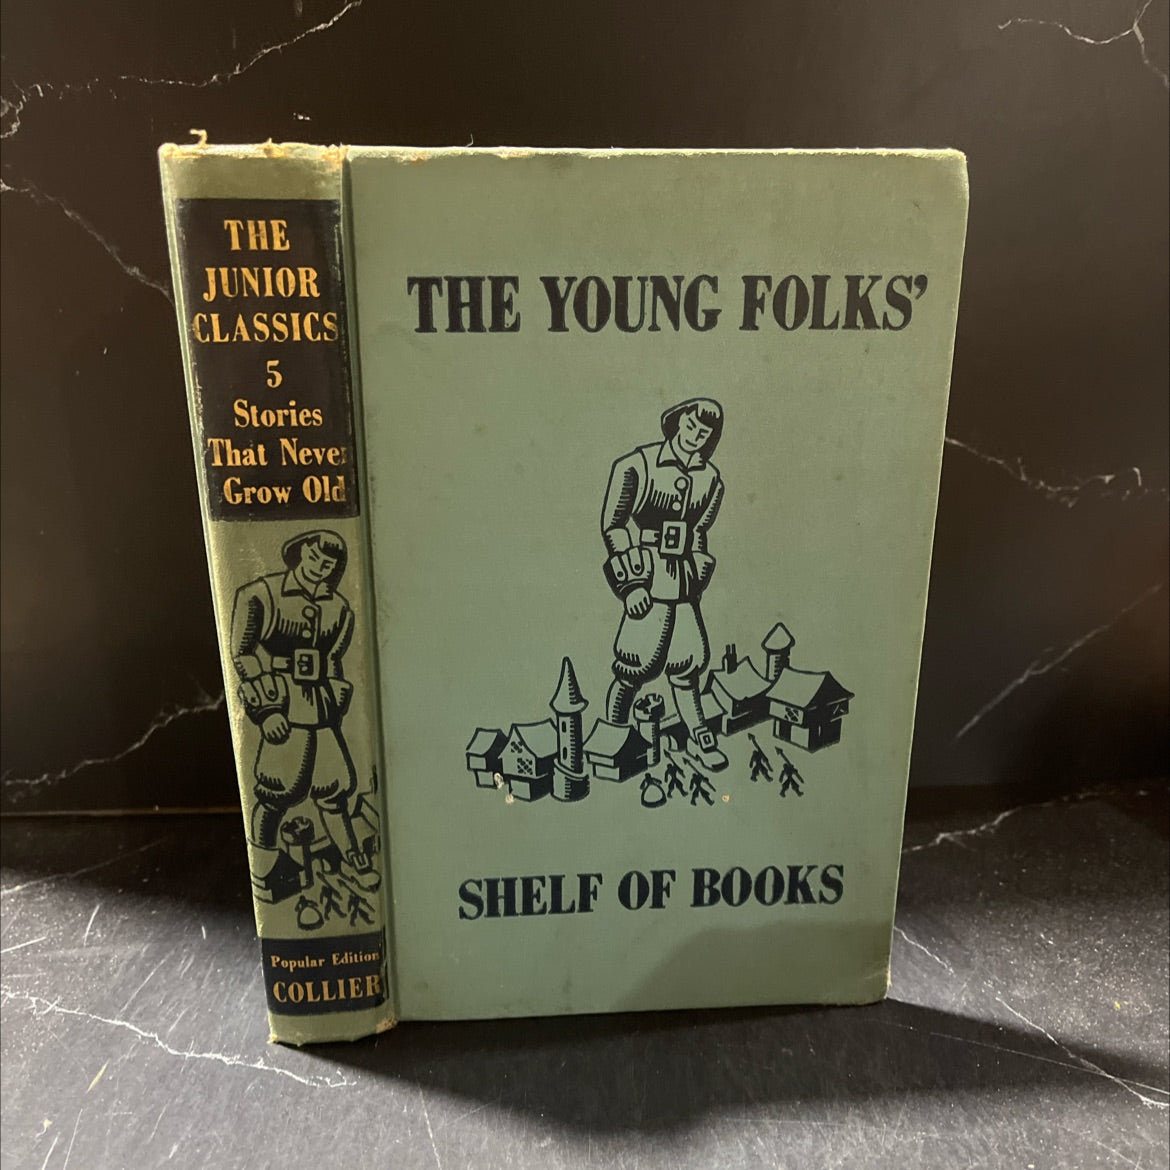 THE
JUNIOR
CLASSICS
5
Stories
That Never
Grow Old
Popular Edition
COLLIER
THE YOUNG FOLKS’
SHELF OF BOOKS